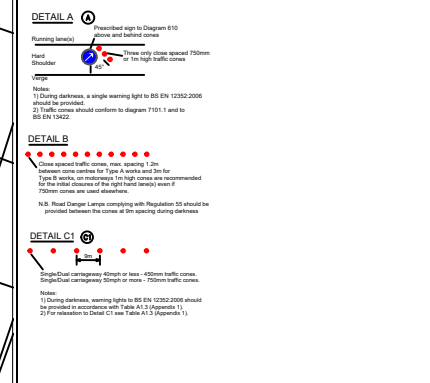 DETAIL A A
Prescribed sign to Diagram 610
above and behind cones
Running lane(s)
Hard
Shoulder
Three only close spaced 750mm
or 1m high traffic cones
45°
Verge
Notes:
1) During darkness, a single warning light to BS EN 12352:2006
should be provided.
2) Traffic cones should conform to diagram 7101.1 and to
BS EN 13422.
DETAIL B
Close spaced traffic cones, max. spacing 1.2m
between cone centres for Type A works and 3m for
Type B works, on motorways 1m high cones are recommended
for the initial closures of the right hand lane(s) even if
750mm cones are used elsewhere.
N.B. Road Danger Lamps complying with Regulation 55 should be
provided between the cones at 9m spacing during darkness
DETAIL C1 C1
9m
Single/Dual carriageway 40mph or less - 450mm traffic cones.
Single/Dual carriageway 50mph or more - 750mm traffic cones.
Notes:
1) During darkness, warning lights to BS EN 12352:2006 should
be provided in accordance with Table A1.3 (Appendix 1).
2) For relaxation to Detail C1 see Table A1.3 (Appendix 1).